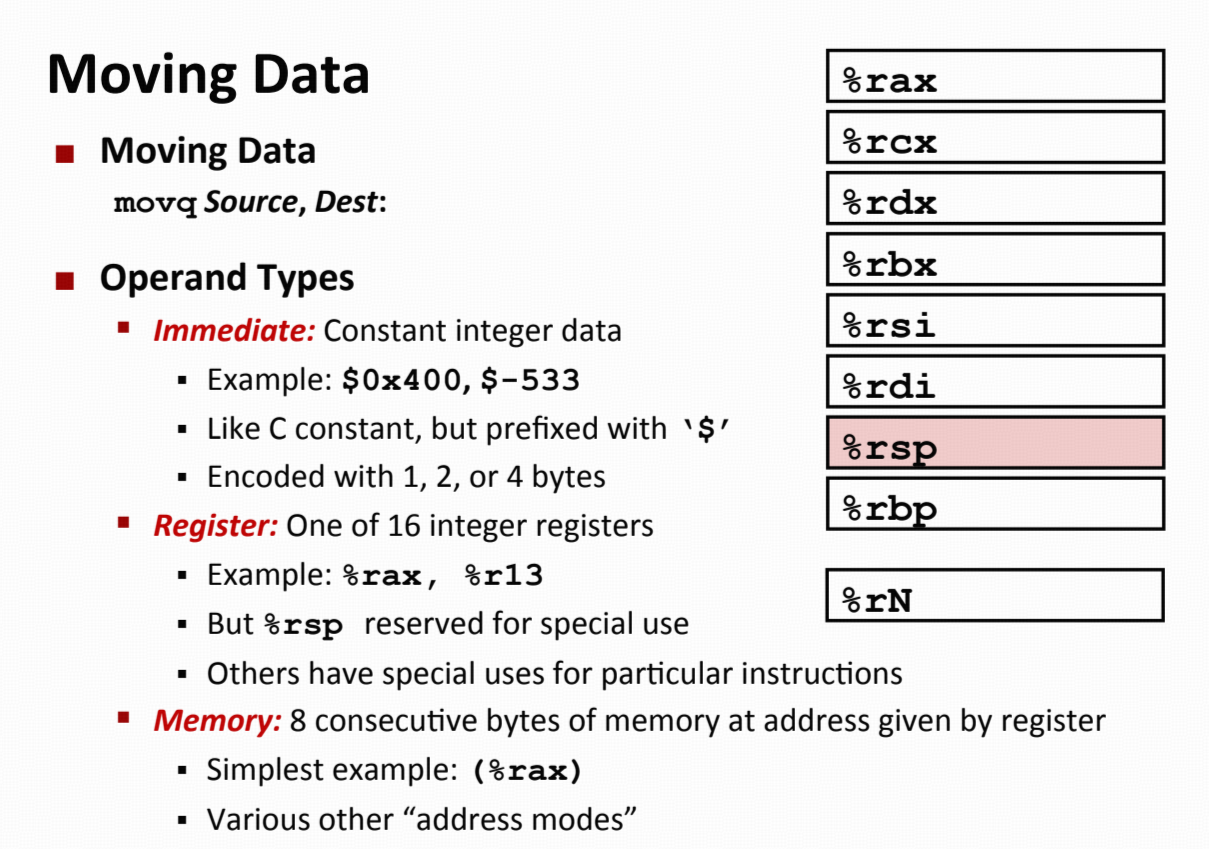 Moving Data
■ Moving Data
movq Source, Dest:
■ Operand Types
▪ Immediate: Constant integer data
▪ Example: $0x400, $-533
▪ Like C constant, but prefixed with ‵$′
▪ Encoded with 1, 2, or 4 bytes
▪ Register: One of 16 integer registers
▪ Example: %rax, %r13
▪ But %rsp reserved for special use
▪ Others have special uses for particular instructions
▪ Memory: 8 consecutive bytes of memory at address given by register
▪ Simplest example: (%rax)
▪ Various other “address modes”
%rax
%rcx
%rdx
%rbx
%rsi
%rdi
%rsp
%rbp
%rN